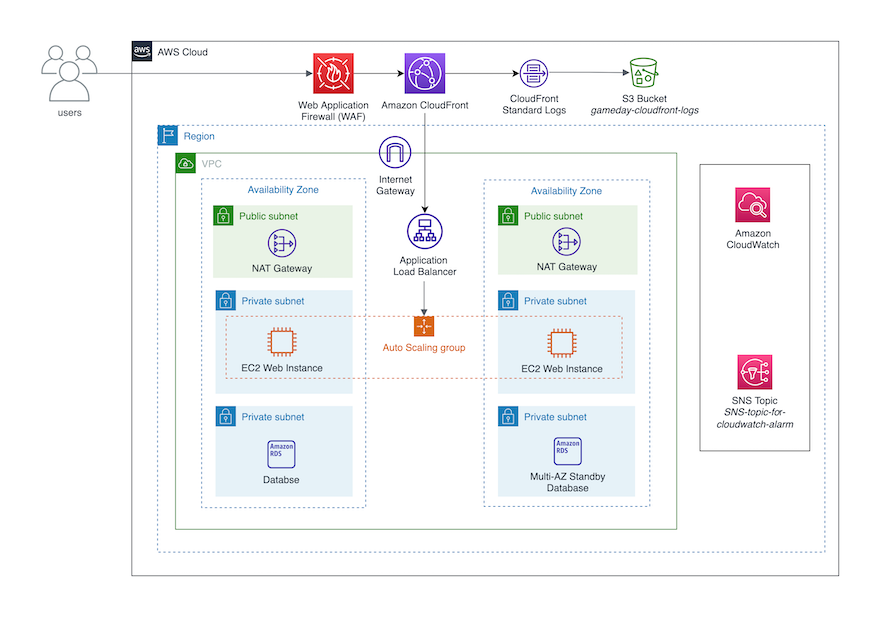 aws
AWS Cloud
users
Web Application
Firewall (WAF)
Amazon CloudFront
CloudFront
Standard Logs
S3 Bucket
gameday-cloudfront-logs
Region
VPC
Internet
Gateway
Availability Zone
Public subnet
NAT Gateway
Private subnet
EC2 Web Instance
Private subnet
Amazon
RDS
Databse
Application
Load Balancer
Auto Scaling group
Availability Zone
Public subnet
NAT Gateway
Private subnet
EC2 Web Instance
Private subnet
Amazon
RDS
Multi-AZ Standby
Database
Amazon
CloudWatch
SNS Topic
SNS-topic-for-
cloudwatch-alarm